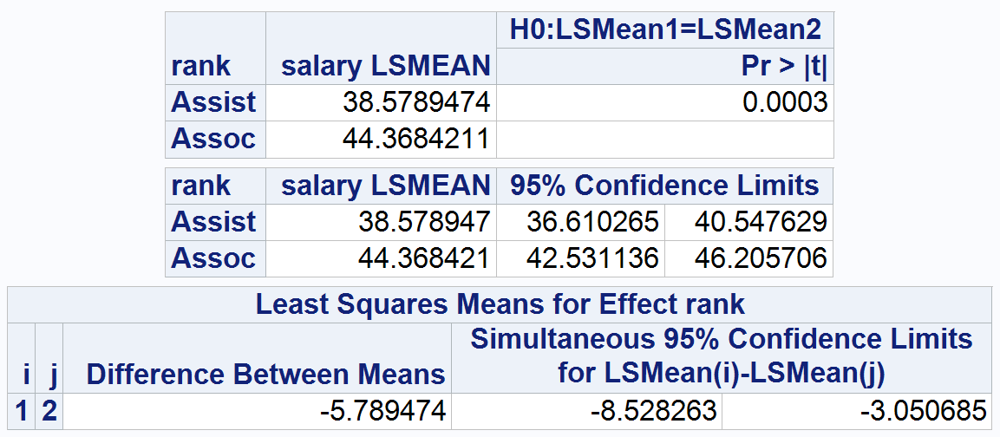 H0:LSMean1=LSMean2
rank salary LSMEAN Pr > |t|
Assist 38.5789474 0.0003
Assoc 44.3684211
rank salary LSMEAN 95% Confidence Limits
Assist 38.578947 36.610265 40.547629
Assoc 44.368421 42.531136 46.205706
Least Squares Means for Effect rank
Simultaneous 95% Confidence Limits
i j Difference Between Means for LSMean(i)-LSMean(j)
1 2 -5.789474 -8.528263 -3.050685